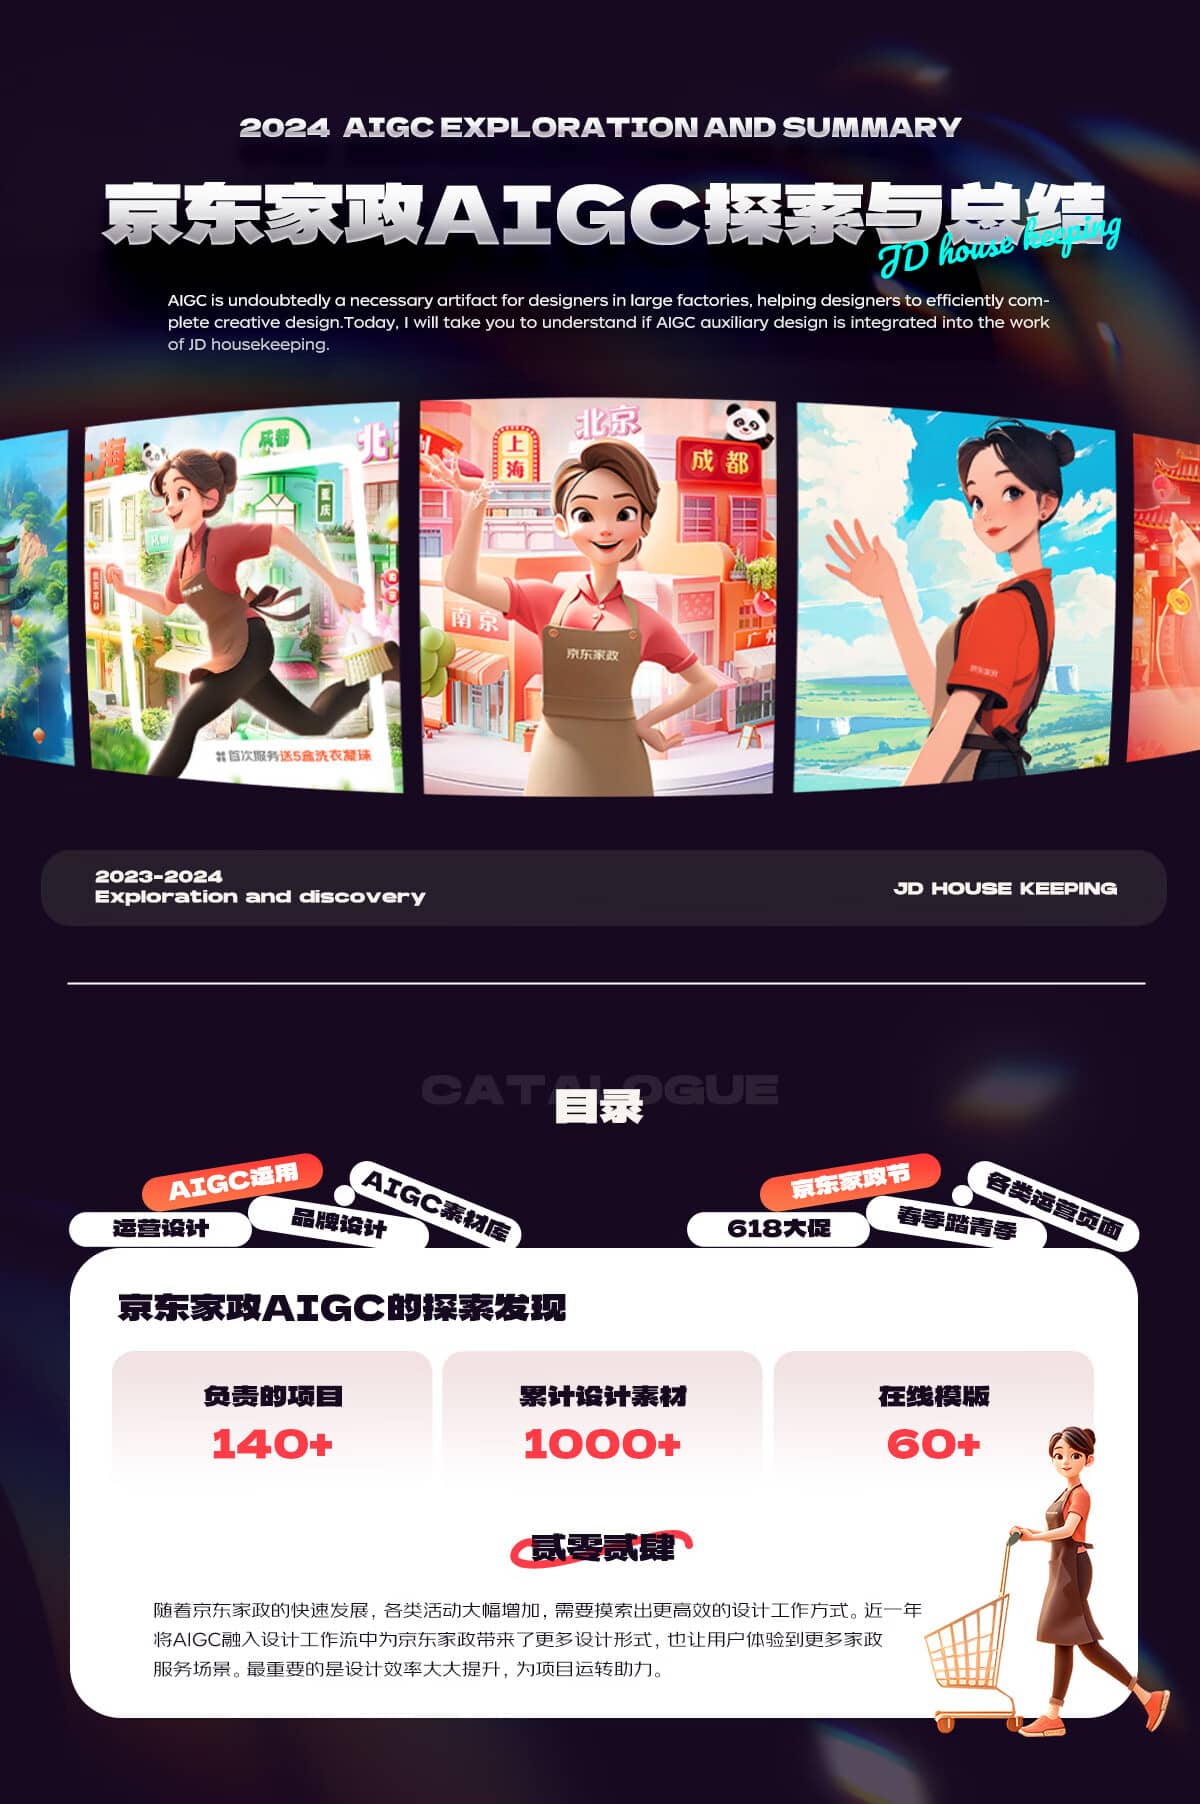 2024 AIGC EXPLORATION AND SUMMARY
京东家政AIGC探索与总结
JD house keeping
AIGC is undoubtedly a necessary artifact for designers in large factories, helping designers to efficiently com-
plete creative design.Today, I will take you to understand if AIGC auxiliary design is integrated into the work
of JD housekeeping.
上海
成都
北京
重庆
首次服务送5盒洗衣凝珠
上海
北京
成都
南京
广州
京东家政
京东家政
2023-2024
Exploration and discovery
JD HOUSE KEEPING
CATALOGUE
目录
AIGC运用
AIGC素材库
运营设计
品牌设计
京东家政节
各类运营页面
618大促
春季踏青季
京东家政AIGC的探索发现
负责的项目
140+
累计设计素材
1000+
在线模版
60+
贰零贰肆
随着京东家政的快速发展，各类活动大幅增加，需要摸索出更高效的设计工作方式。近一年
将AIGC融入设计工作流中为京东家政带来了更多设计形式，也让用户体验到更多家政
服务场景。最重要的是设计效率大大提升，为项目运转助力。